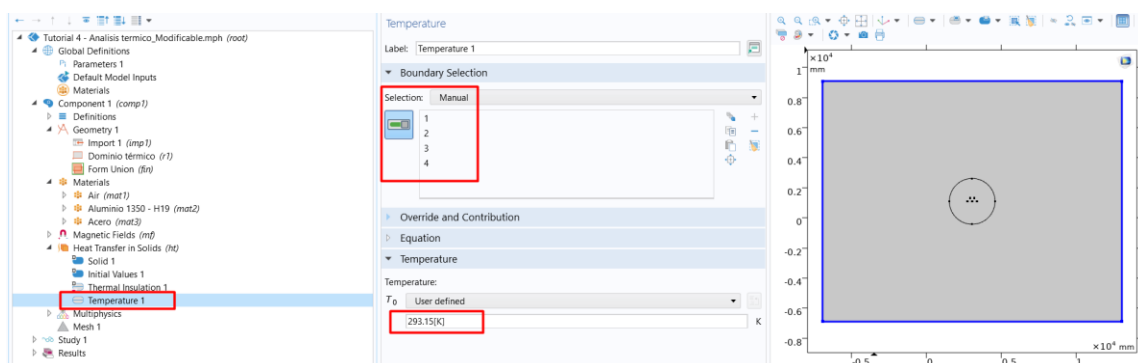 Tutorial 4 - Analisis termico_Modificable.mph (root)
Global Definitions
Pi Parameters 1
Default Model Inputs
Materials
Component 1 (comp1)
Definitions
Geometry 1
Import 1 (imp1)
Dominio térmico (r1)
Form Union (fin)
Materials
Air (mat1)
Aluminio 1350 - H19 (mat2)
Acero (mat3)
Magnetic Fields (mf)
Heat Transfer in Solids (ht)
Solid 1
Initial Values 1
Thermal Insulation 1
Temperature 1
Multiphysics
Mesh 1
Study 1
Results
Temperature
Label: Temperature 1
Boundary Selection
Selection: Manual
1
2
3
4
Override and Contribution
Equation
Temperature
Temperature:
T0 User defined
293.15[K] K
×10⁴
mm
1
0.8
0.6
0.4
0.2
0
-0.2
-0.4
-0.6
-0.8
×10⁴ mm
-0.5 0 0.5 1